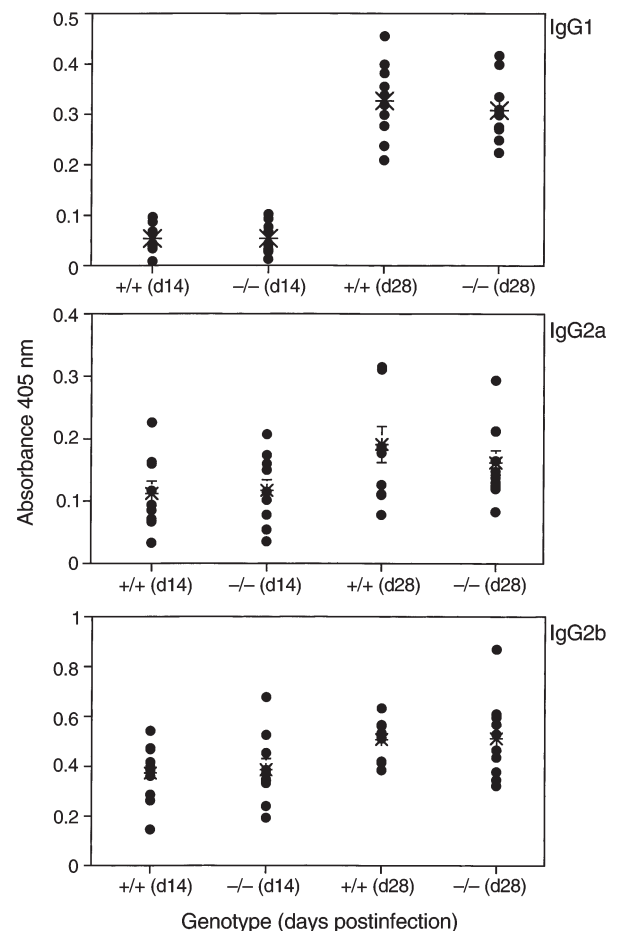 0.5
IgG1
0.4
0.3
0.2
0.1
0
+/+ (d14) –/– (d14) +/+ (d28) –/– (d28)
0.4
IgG2a
0.3
0.2
0.1
0
+/+ (d14) –/– (d14) +/+ (d28) –/– (d28)
Absorbance 405 nm
1
IgG2b
0.8
0.6
0.4
0.2
0
+/+ (d14) –/– (d14) +/+ (d28) –/– (d28)
Genotype (days postinfection)